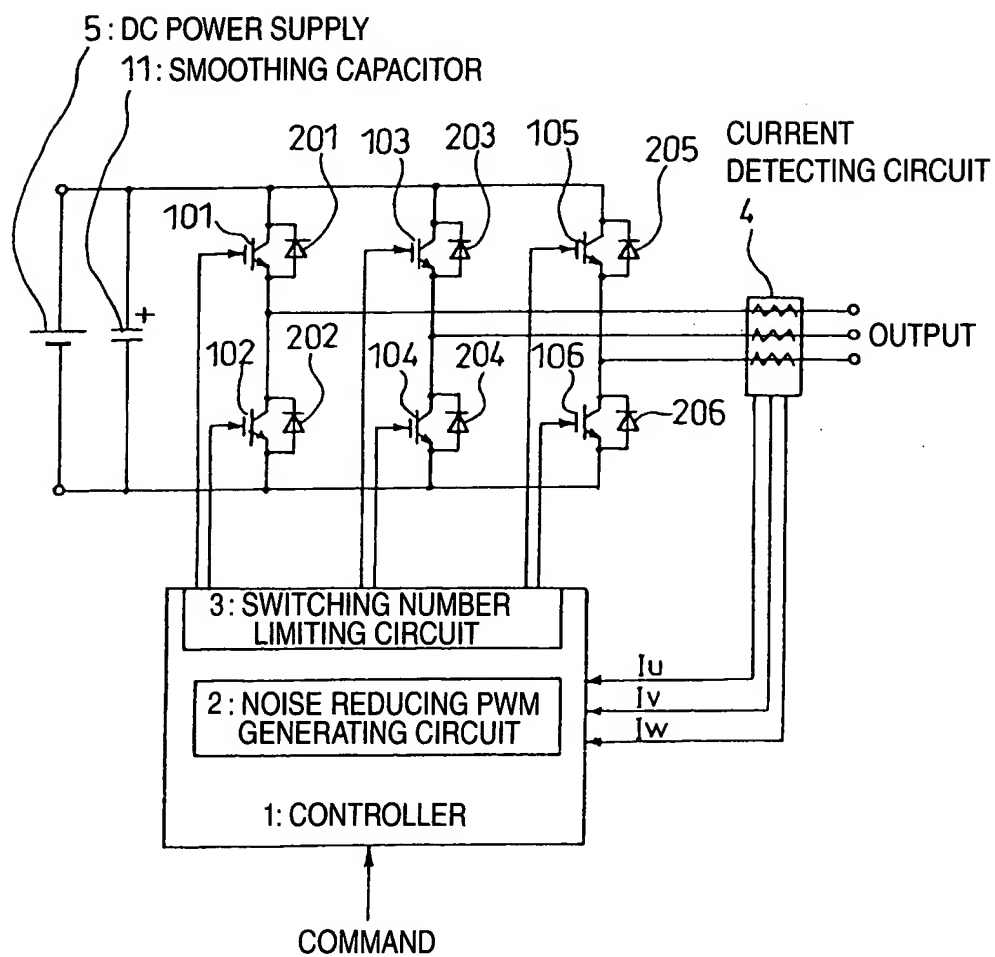 5: DC POWER SUPPLY
11: SMOOTHING CAPACITOR
201
103
203
105
205
CURRENT
DETECTING CIRCUIT
4
101
+
OUTPUT
102
202
104
204
106
206
3: SWITCHING NUMBER
LIMITING CIRCUIT
2: NOISE REDUCING PWM
GENERATING CIRCUIT
Iu
Iv
Iw
1: CONTROLLER
COMMAND